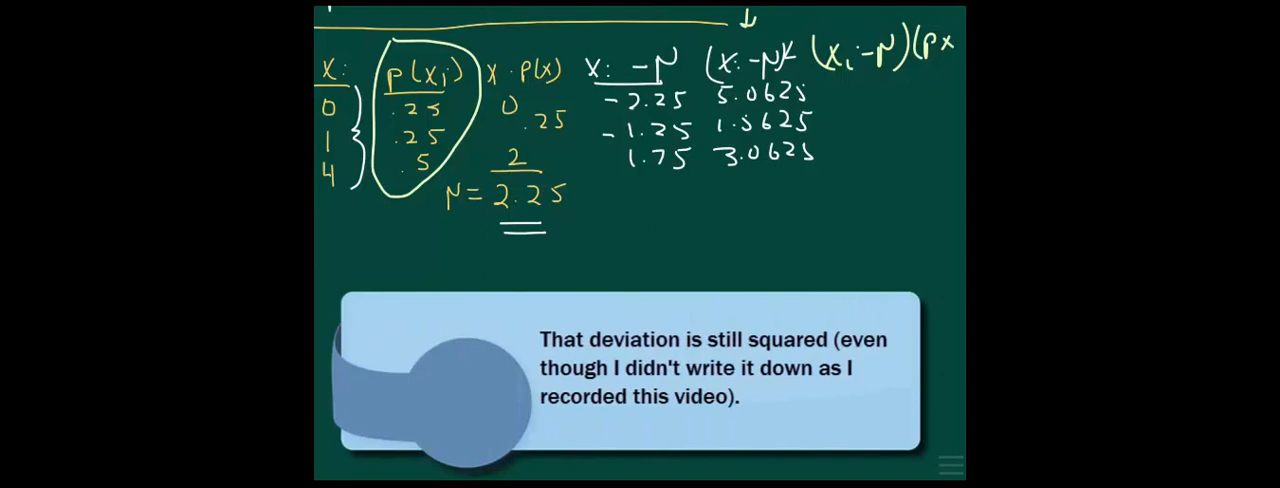 xi p(xi) x · p(x) xi - μ (xi - μ)² (xi - μ)(px
0 .25 0 -2.25 5.0625
1 .25 .25 -1.25 1.5625
4 .5 2 1.75 3.0625
μ = 2.25
That deviation is still squared (even
though I didn't write it down as I
recorded this video).